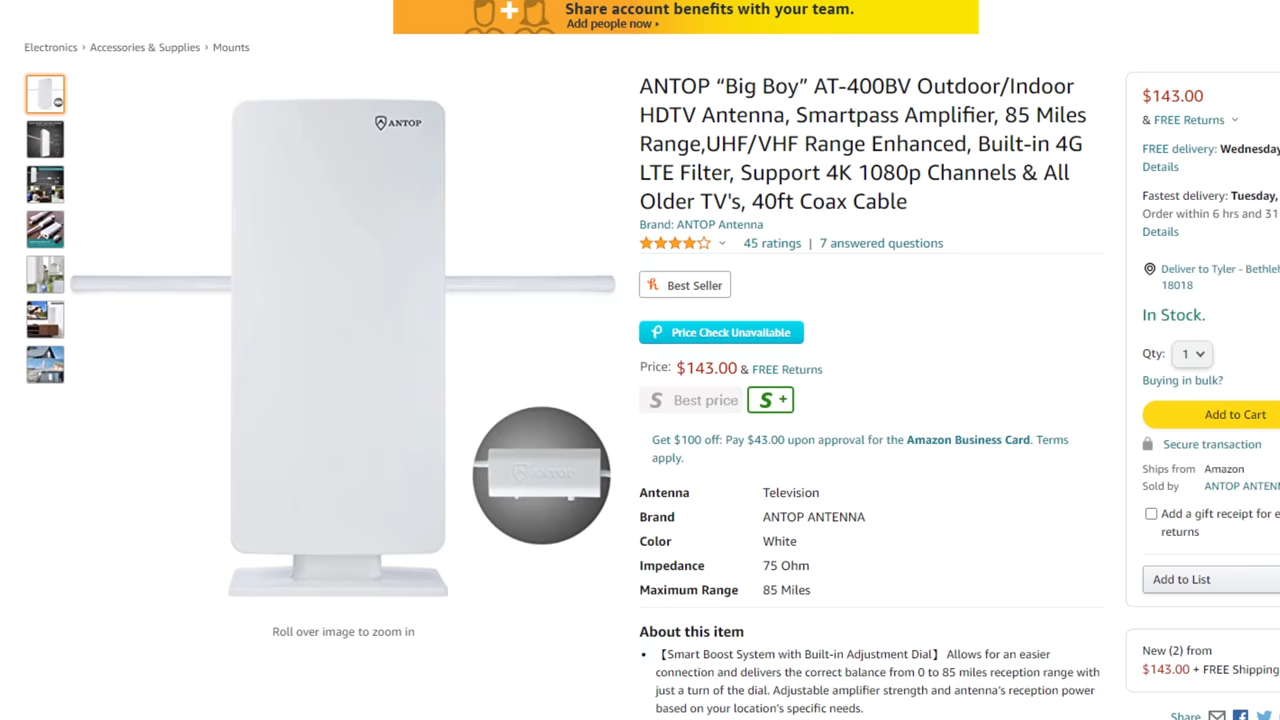 Share account benefits with your team.
Add people now ▸
Electronics › Accessories & Supplies › Mounts
ANTOP
ANTOP
Roll over image to zoom in
ANTOP “Big Boy” AT-400BV Outdoor/Indoor
HDTV Antenna, Smartpass Amplifier, 85 Miles
Range,UHF/VHF Range Enhanced, Built-in 4G
LTE Filter, Support 4K 1080p Channels & All
Older TV's, 40ft Coax Cable
Brand: ANTOP Antenna
45 ratings | 7 answered questions
Best Seller
Price Check Unavailable
Price: $143.00 & FREE Returns
S Best price S +
Get $100 off: Pay $43.00 upon approval for the Amazon Business Card. Terms
apply.
Antenna Television
Brand ANTOP ANTENNA
Color White
Impedance 75 Ohm
Maximum Range 85 Miles
About this item
• 【Smart Boost System with Built-in Adjustment Dial】 Allows for an easier
connection and delivers the correct balance from 0 to 85 miles reception range with
just a turn of the dial. Adjustable amplifier strength and antenna's reception power
based on your location's specific needs.
$143.00
& FREE Returns
FREE delivery: Wednesday
Details
Fastest delivery: Tuesday,
Order within 6 hrs and 31
Details
Deliver to Tyler - Bethleh
18018
In Stock.
Qty: 1
Buying in bulk?
Add to Cart
Secure transaction
Ships from Amazon
Sold by ANTOP ANTENN
Add a gift receipt for e
returns
Add to List
New (2) from
$143.00 + FREE Shipping
Share